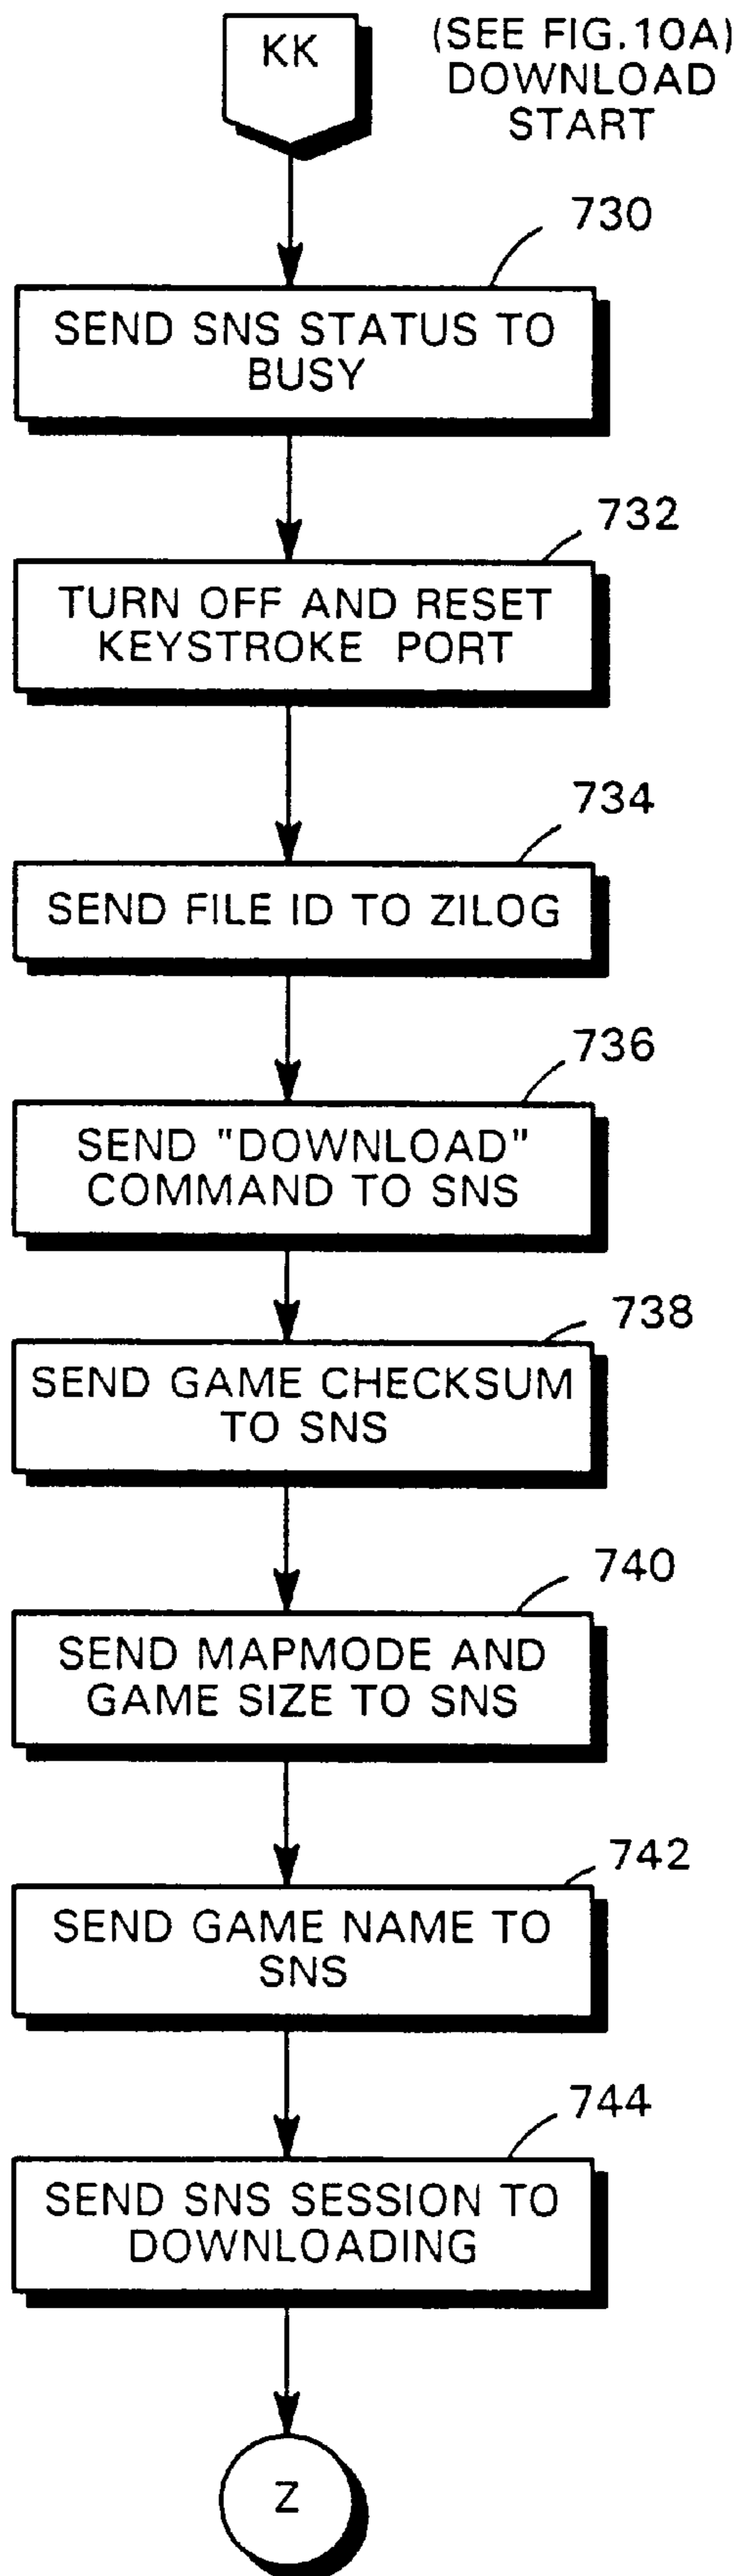 KK
(SEE FIG.10A)
DOWNLOAD
START
730
SEND SNS STATUS TO
BUSY
732
TURN OFF AND RESET
KEYSTROKE PORT
734
SEND FILE ID TO ZILOG
736
SEND "DOWNLOAD"
COMMAND TO SNS
738
SEND GAME CHECKSUM
TO SNS
740
SEND MAPMODE AND
GAME SIZE TO SNS
742
SEND GAME NAME TO
SNS
744
SEND SNS SESSION TO
DOWNLOADING
Z